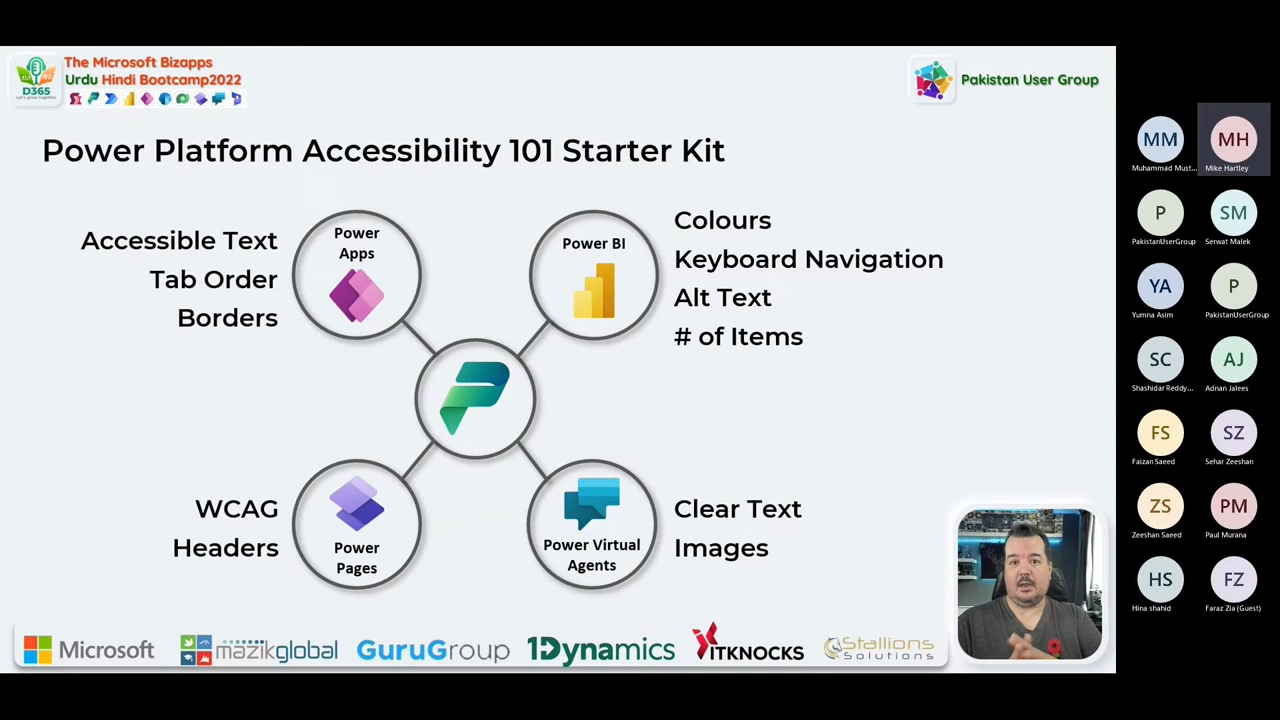 The Microsoft Bizapps
Urdu Hindi Bootcamp2022
D365
Let's grow together
Pakistan User Group
Power Platform Accessibility 101 Starter Kit
Accessible Text
Tab Order
Borders
Power
Apps
Power BI
Colours
Keyboard Navigation
Alt Text
# of Items
WCAG
Headers
Power
Pages
Power Virtual
Agents
Clear Text
Images
Microsoft
mazikglobal
GuruGroup
1Dynamics
ITKNOCKS
Stallions
Solutions
MM
Muhammad Must...
MH
Mike Hartley
P
PakistanUserGroup
SM
Serwat Malek
YA
Yumna Asim
P
PakistanUserGroup
SC
Shashidar Reddy...
AJ
Adnan Jalees
FS
Faizan Saeed
SZ
Sehar Zeeshan
ZS
Zeeshan Saeed
PM
Paul Murana
HS
Hina shahid
FZ
Faraz Zia (Guest)